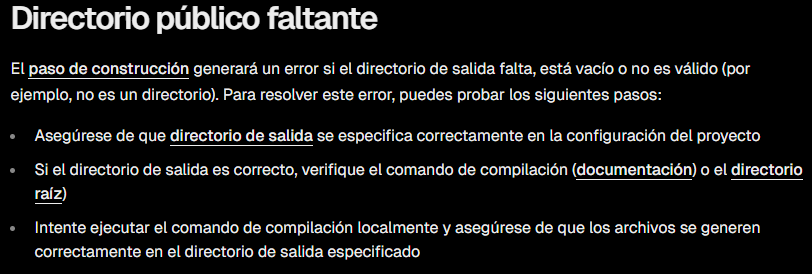 Directorio público faltante
El paso de construcción generará un error si el directorio de salida falta, está vacío o no es válido (por
ejemplo, no es un directorio). Para resolver este error, puedes probar los siguientes pasos:
• Asegúrese de que directorio de salida se especifica correctamente en la configuración del proyecto
• Si el directorio de salida es correcto, verifique el comando de compilación (documentación) o el directorio
raíz)
• Intente ejecutar el comando de compilación localmente y asegúrese de que los archivos se generen
correctamente en el directorio de salida especificado